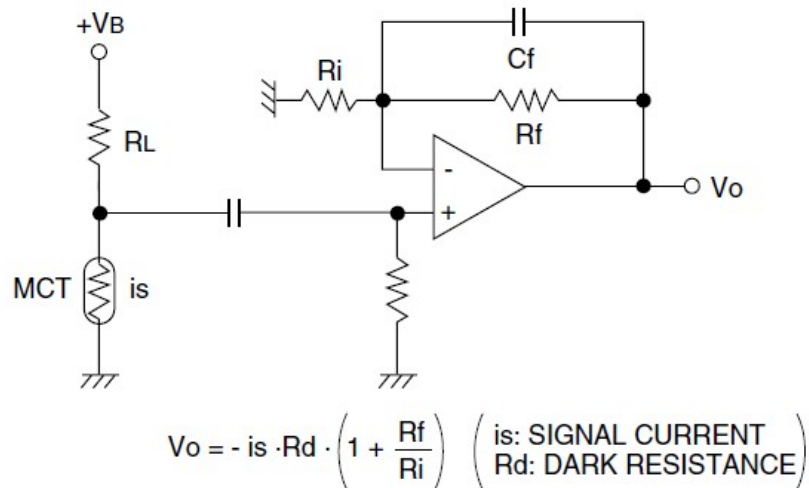 +VB
RL
MCT
is
Ri
Cf
Rf
-
+
Vo
Vo = - is ·Rd · (1 + Rf/Ri) (is: SIGNAL CURRENT
Rd: DARK RESISTANCE)